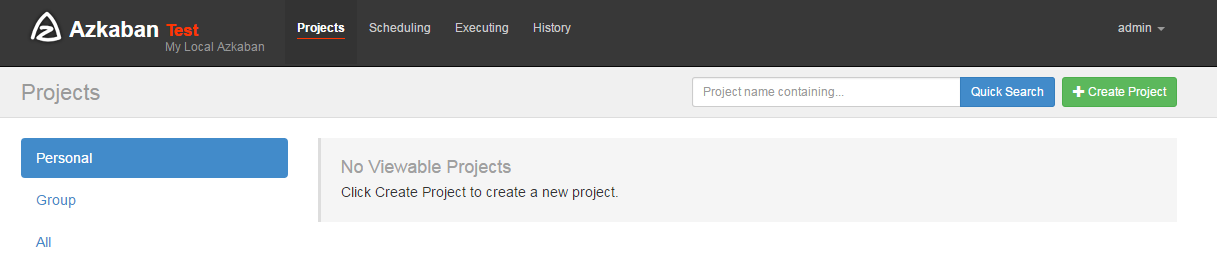 Azkaban Test
My Local Azkaban
Projects Scheduling Executing History admin
Projects
Project name containing... Quick Search Create Project
Personal
Group
All
No Viewable Projects
Click Create Project to create a new project.